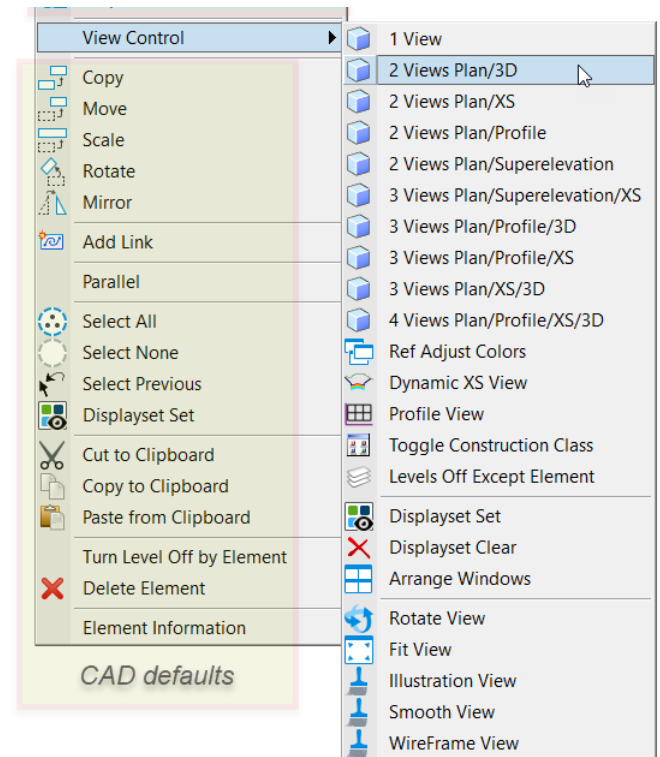 View Control
Copy
Move
Scale
Rotate
Mirror
Add Link
Parallel
Select All
Select None
Select Previous
Displayset Set
Cut to Clipboard
Copy to Clipboard
Paste from Clipboard
Turn Level Off by Element
Delete Element
Element Information
CAD defaults
1 View
2 Views Plan/3D
2 Views Plan/XS
2 Views Plan/Profile
2 Views Plan/Superelevation
3 Views Plan/Superelevation/XS
3 Views Plan/Profile/3D
3 Views Plan/Profile/XS
3 Views Plan/XS/3D
4 Views Plan/Profile/XS/3D
Ref Adjust Colors
Dynamic XS View
Profile View
Toggle Construction Class
Levels Off Except Element
Displayset Set
Displayset Clear
Arrange Windows
Rotate View
Fit View
Illustration View
Smooth View
WireFrame View